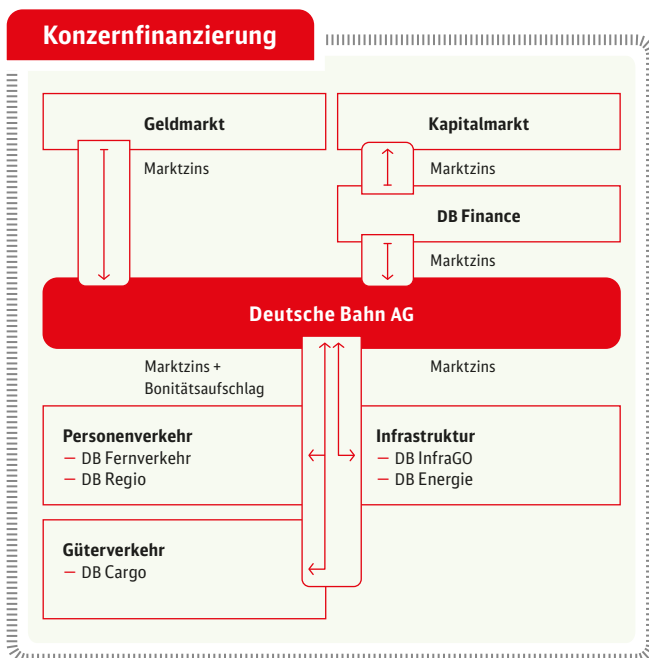 Konzernfinanzierung
Geldmarkt
Kapitalmarkt
Marktzins
Marktzins
DB Finance
Marktzins
Deutsche Bahn AG
Marktzins +
Bonitätsaufschlag
Marktzins
Personenverkehr
– DB Fernverkehr
– DB Regio
Infrastruktur
– DB InfraGO
– DB Energie
Güterverkehr
– DB Cargo